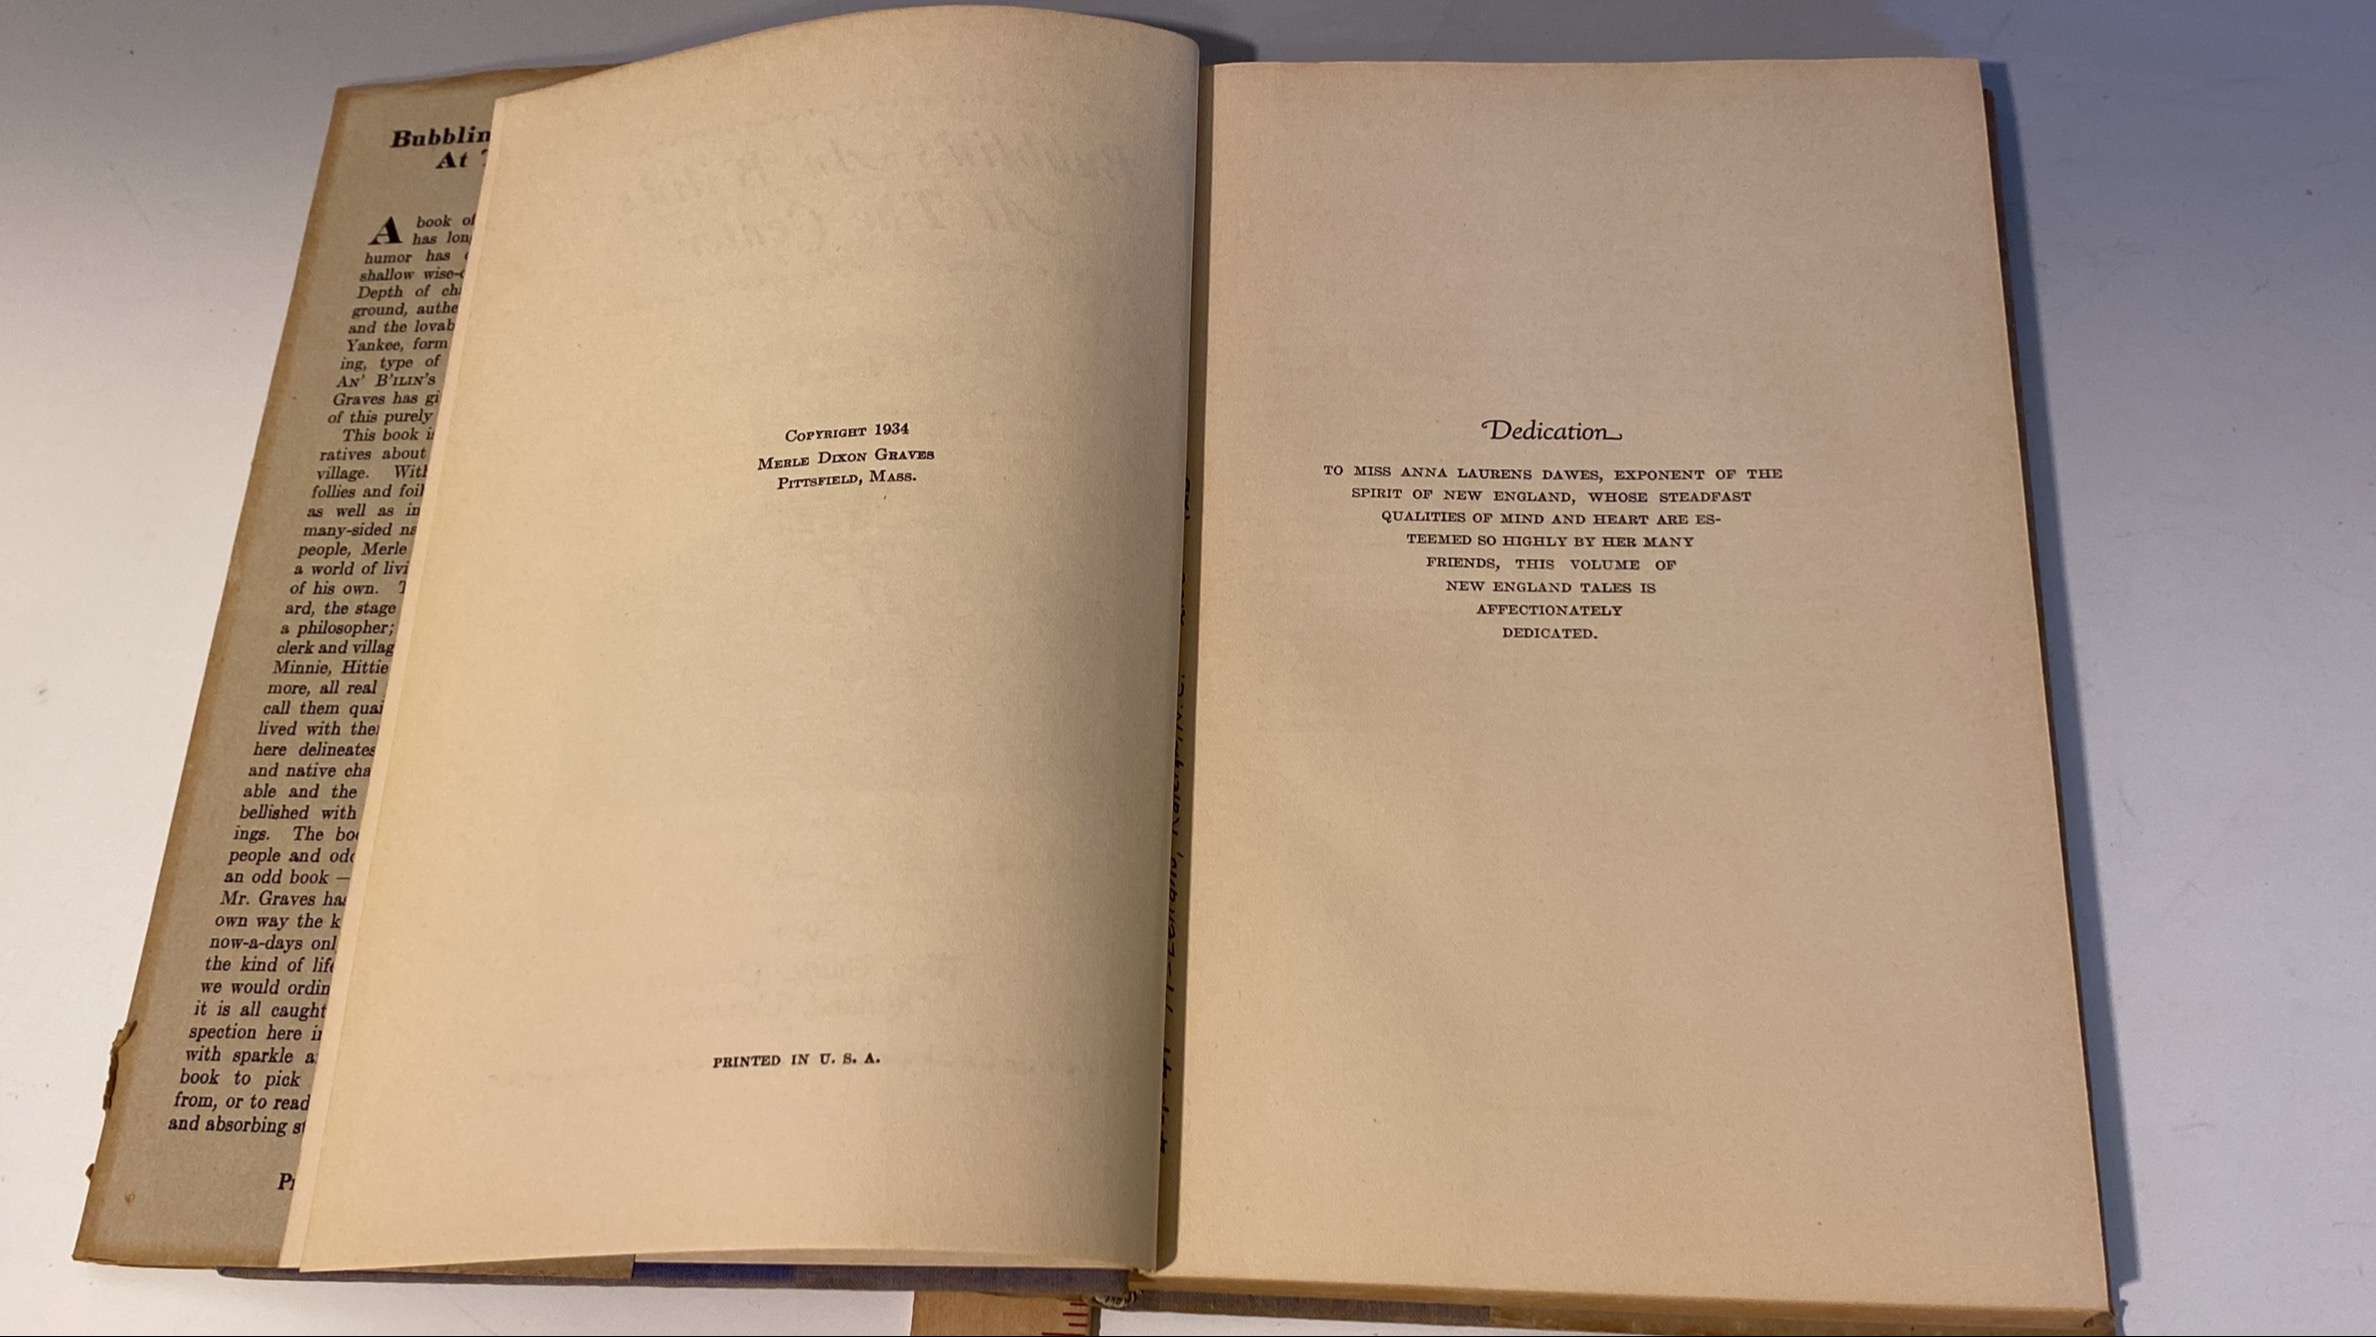 Bubblin
At
A book of
has lon
humor has
shallow wise-
Depth of ch
ground, authe
and the lovab
Yankee, form
ing, type of
AN' B'ILIN'S
Graves has gi
of this purely
This book i
ratives about
village. With
follies and foi
as well as in
many-sided na
people, Merle
a world of livi
of his own.
ard, the stage
a philosopher;
clerk and villag
Minnie, Hittie
more, all real
call them quai
lived with the
here delineates
and native cha
able and the
bellished with
ings. The bo
people and odd
an odd book —
Mr. Graves has
own way the k
now-a-days onl
the kind of life
we would ordin
it is all caught
spection here in
with sparkle a
book to pick
from, or to read
and absorbing st
COPYRIGHT 1934
MERLE DIXON GRAVES
PITTSFIELD, MASS.
PRINTED IN U. S. A.
Dedication
TO MISS ANNA LAURENS DAWES, EXPONENT OF THE
SPIRIT OF NEW ENGLAND, WHOSE STEADFAST
QUALITIES OF MIND AND HEART ARE ES-
TEEMED SO HIGHLY BY HER MANY
FRIENDS, THIS VOLUME OF
NEW ENGLAND TALES IS
AFFECTIONATELY
DEDICATED.